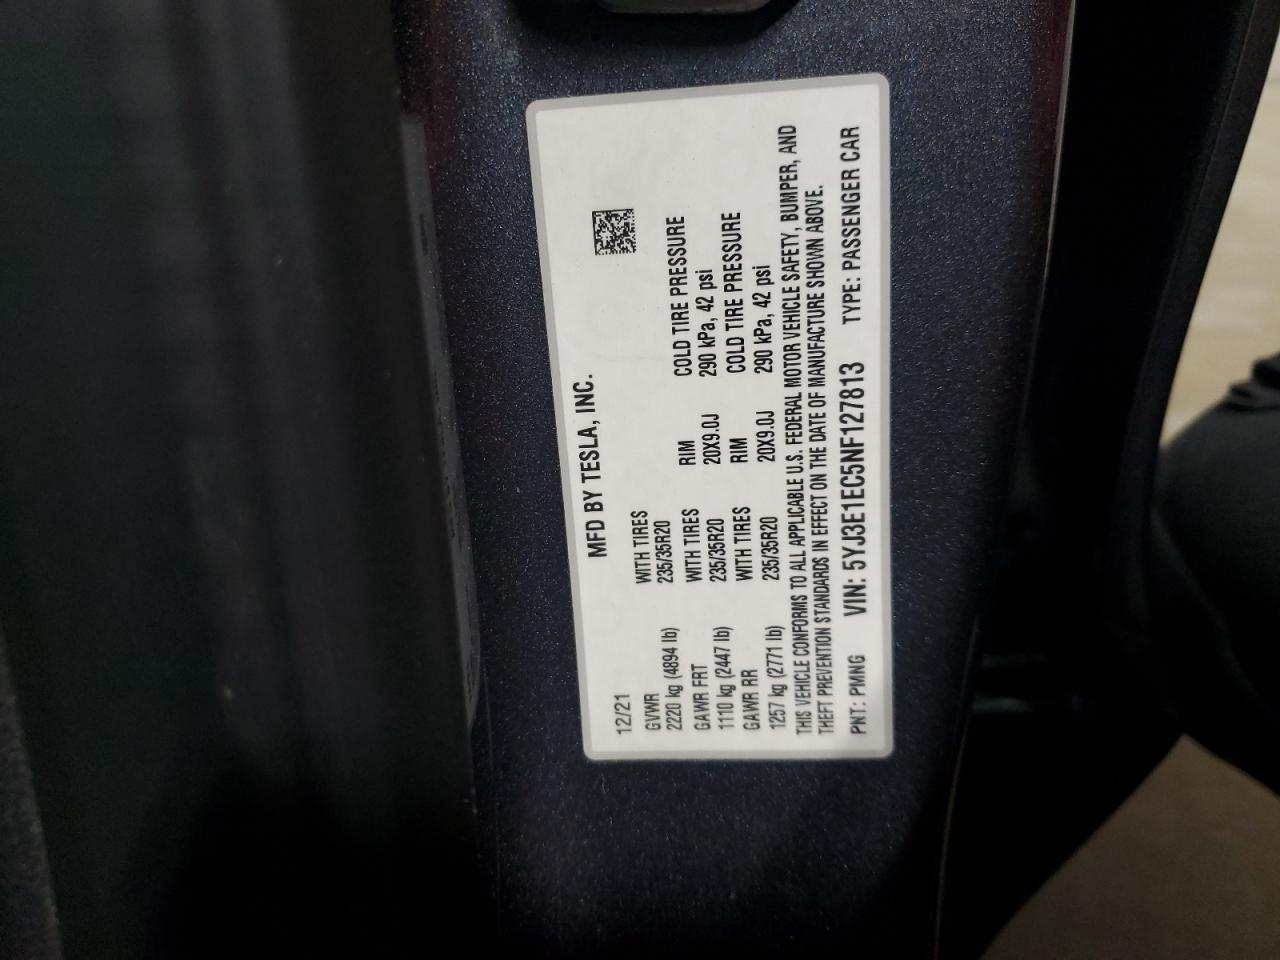 MFD BY TESLA, INC.
12/21
GVWR WITH TIRES
2220 kg (4894 lb) 235/35R20
GAWR FRT WITH TIRES RIM COLD TIRE PRESSURE
1110 kg (2447 lb) 235/35R20 20X9.0J 290 kPa, 42 psi
GAWR RR WITH TIRES RIM COLD TIRE PRESSURE
1257 kg (2771 lb) 235/35R20 20X9.0J 290 kPa, 42 psi
THIS VEHICLE CONFORMS TO ALL APPLICABLE U.S. FEDERAL MOTOR VEHICLE SAFETY, BUMPER, AND
THEFT PREVENTION STANDARDS IN EFFECT ON THE DATE OF MANUFACTURE SHOWN ABOVE.
PNT: PMNG VIN: 5YJ3E1EC5NF127813 TYPE: PASSENGER CAR